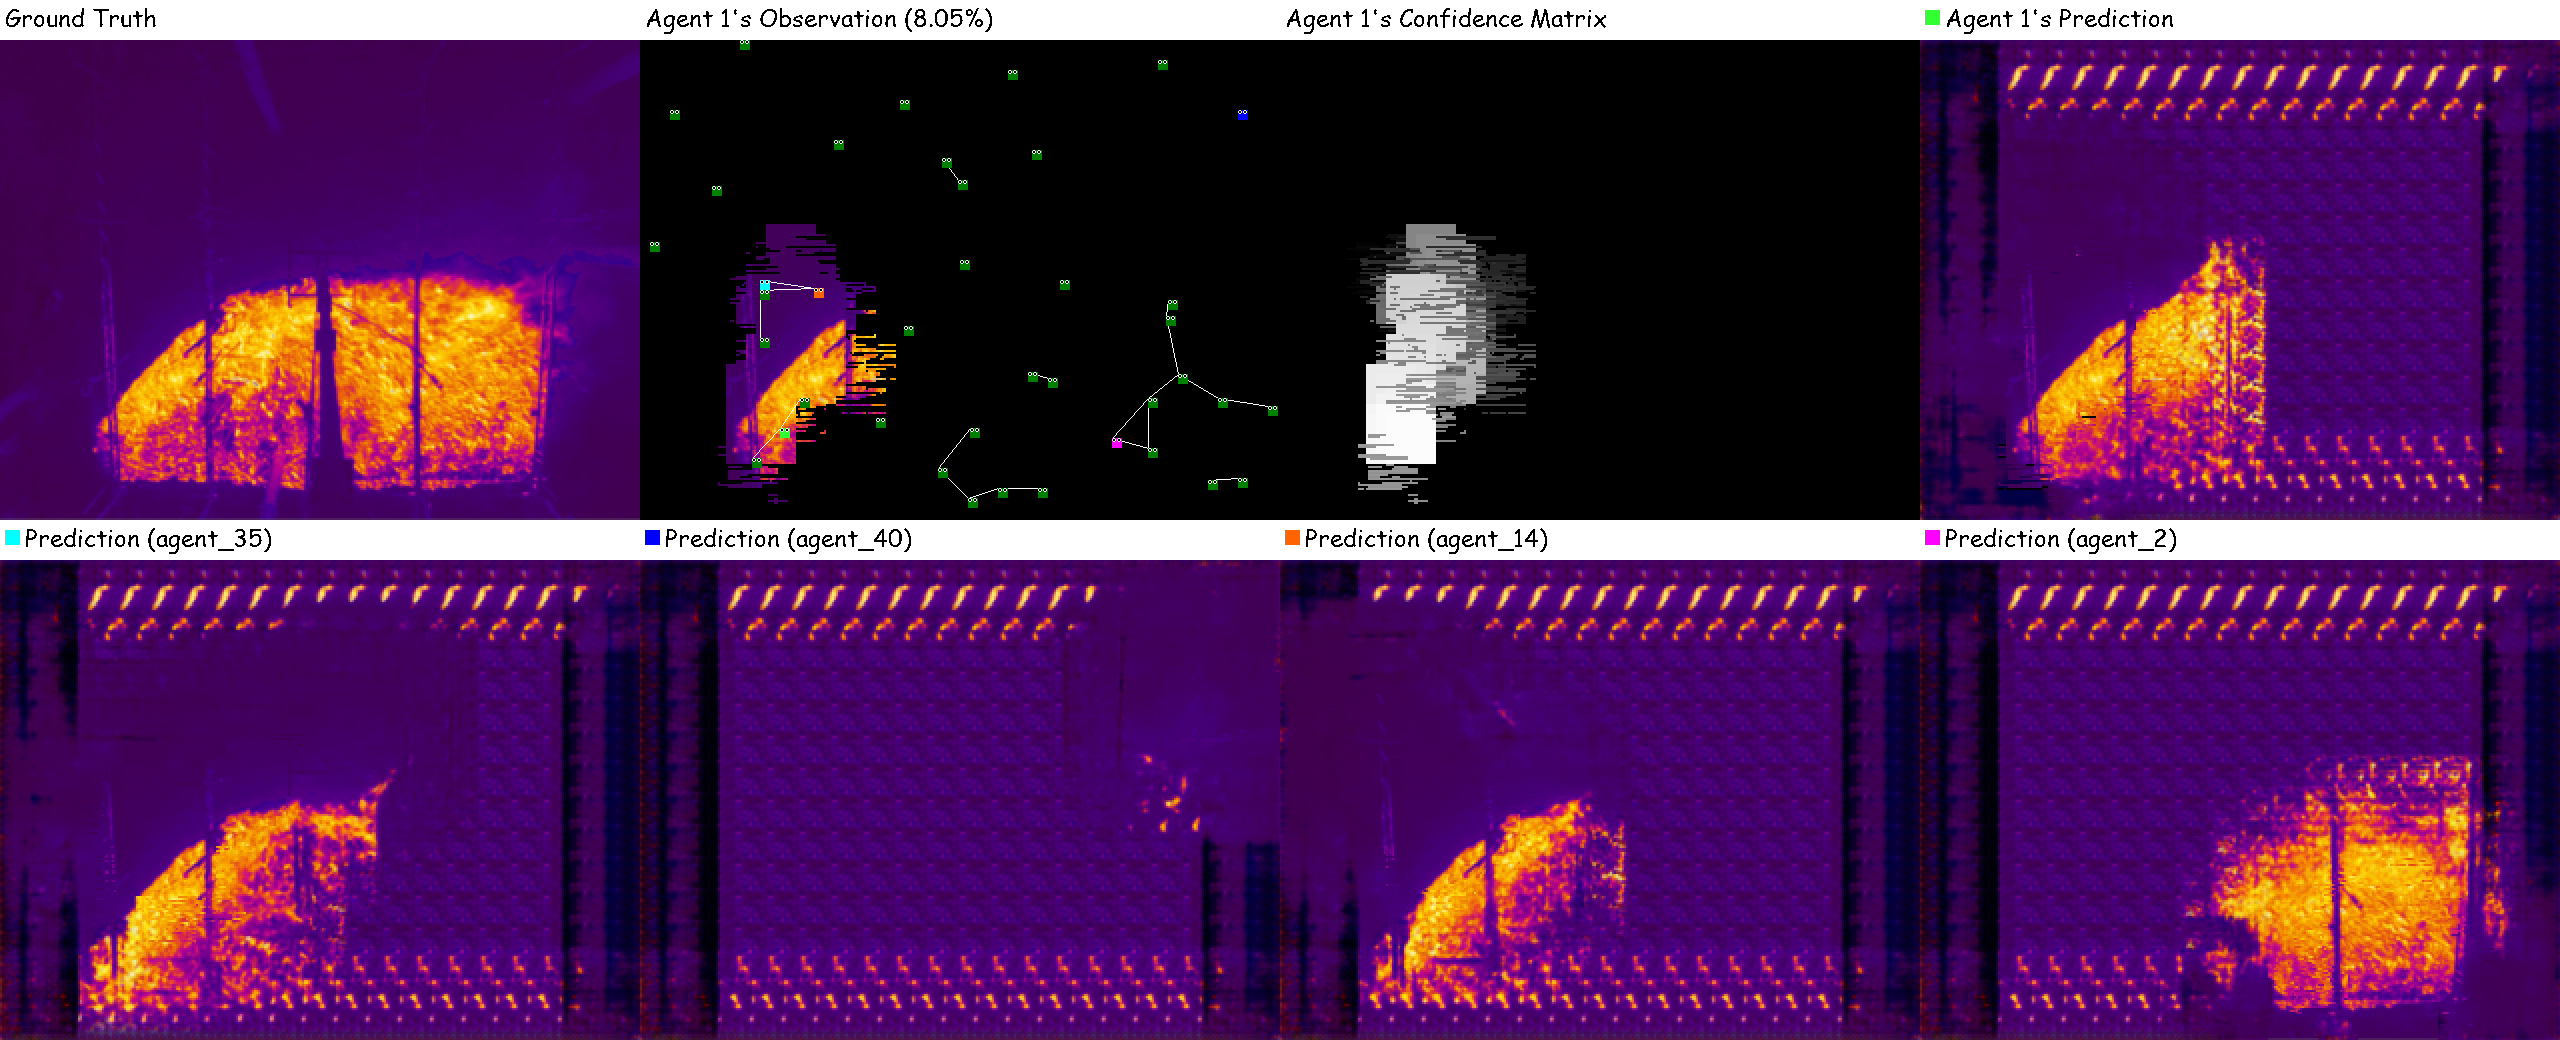 Ground Truth
Agent 1's Observation (8.05%)
Agent 1's Confidence Matrix
Agent 1's Prediction
Prediction (agent_35)
Prediction (agent_40)
Prediction (agent_14)
Prediction (agent_2)